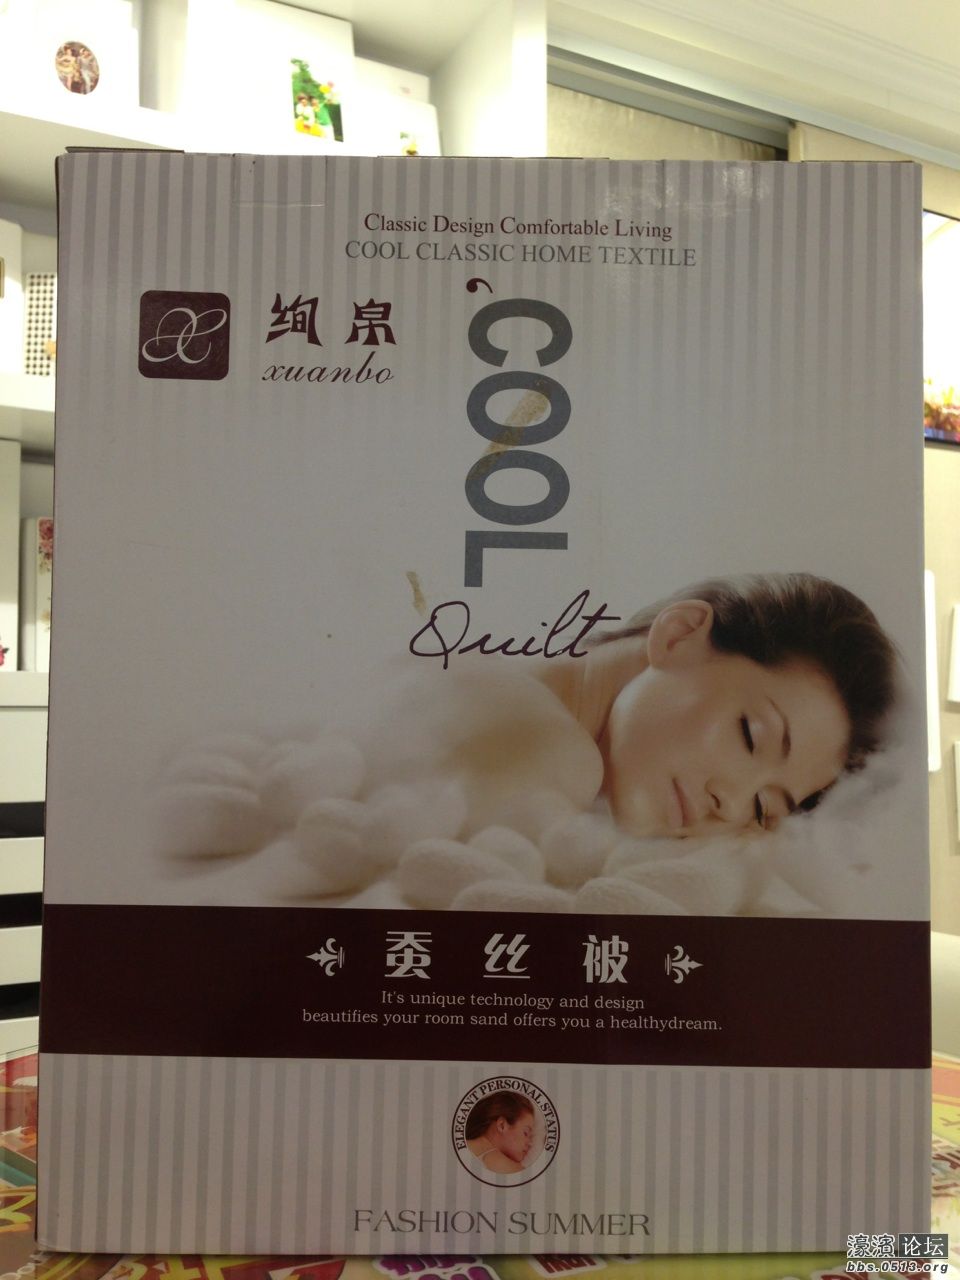 Classic Design Comfortable Living
COOL CLASSIC HOME TEXTILE
绚帛
xuanbo
'COOL
Quilt
蚕丝被
It's unique technology and design
beautifies your room sand offers you a healthydream.
ELEGANT PERSONAL STATUS
FASHION SUMMER
濠滨论坛
bbs.0513.org